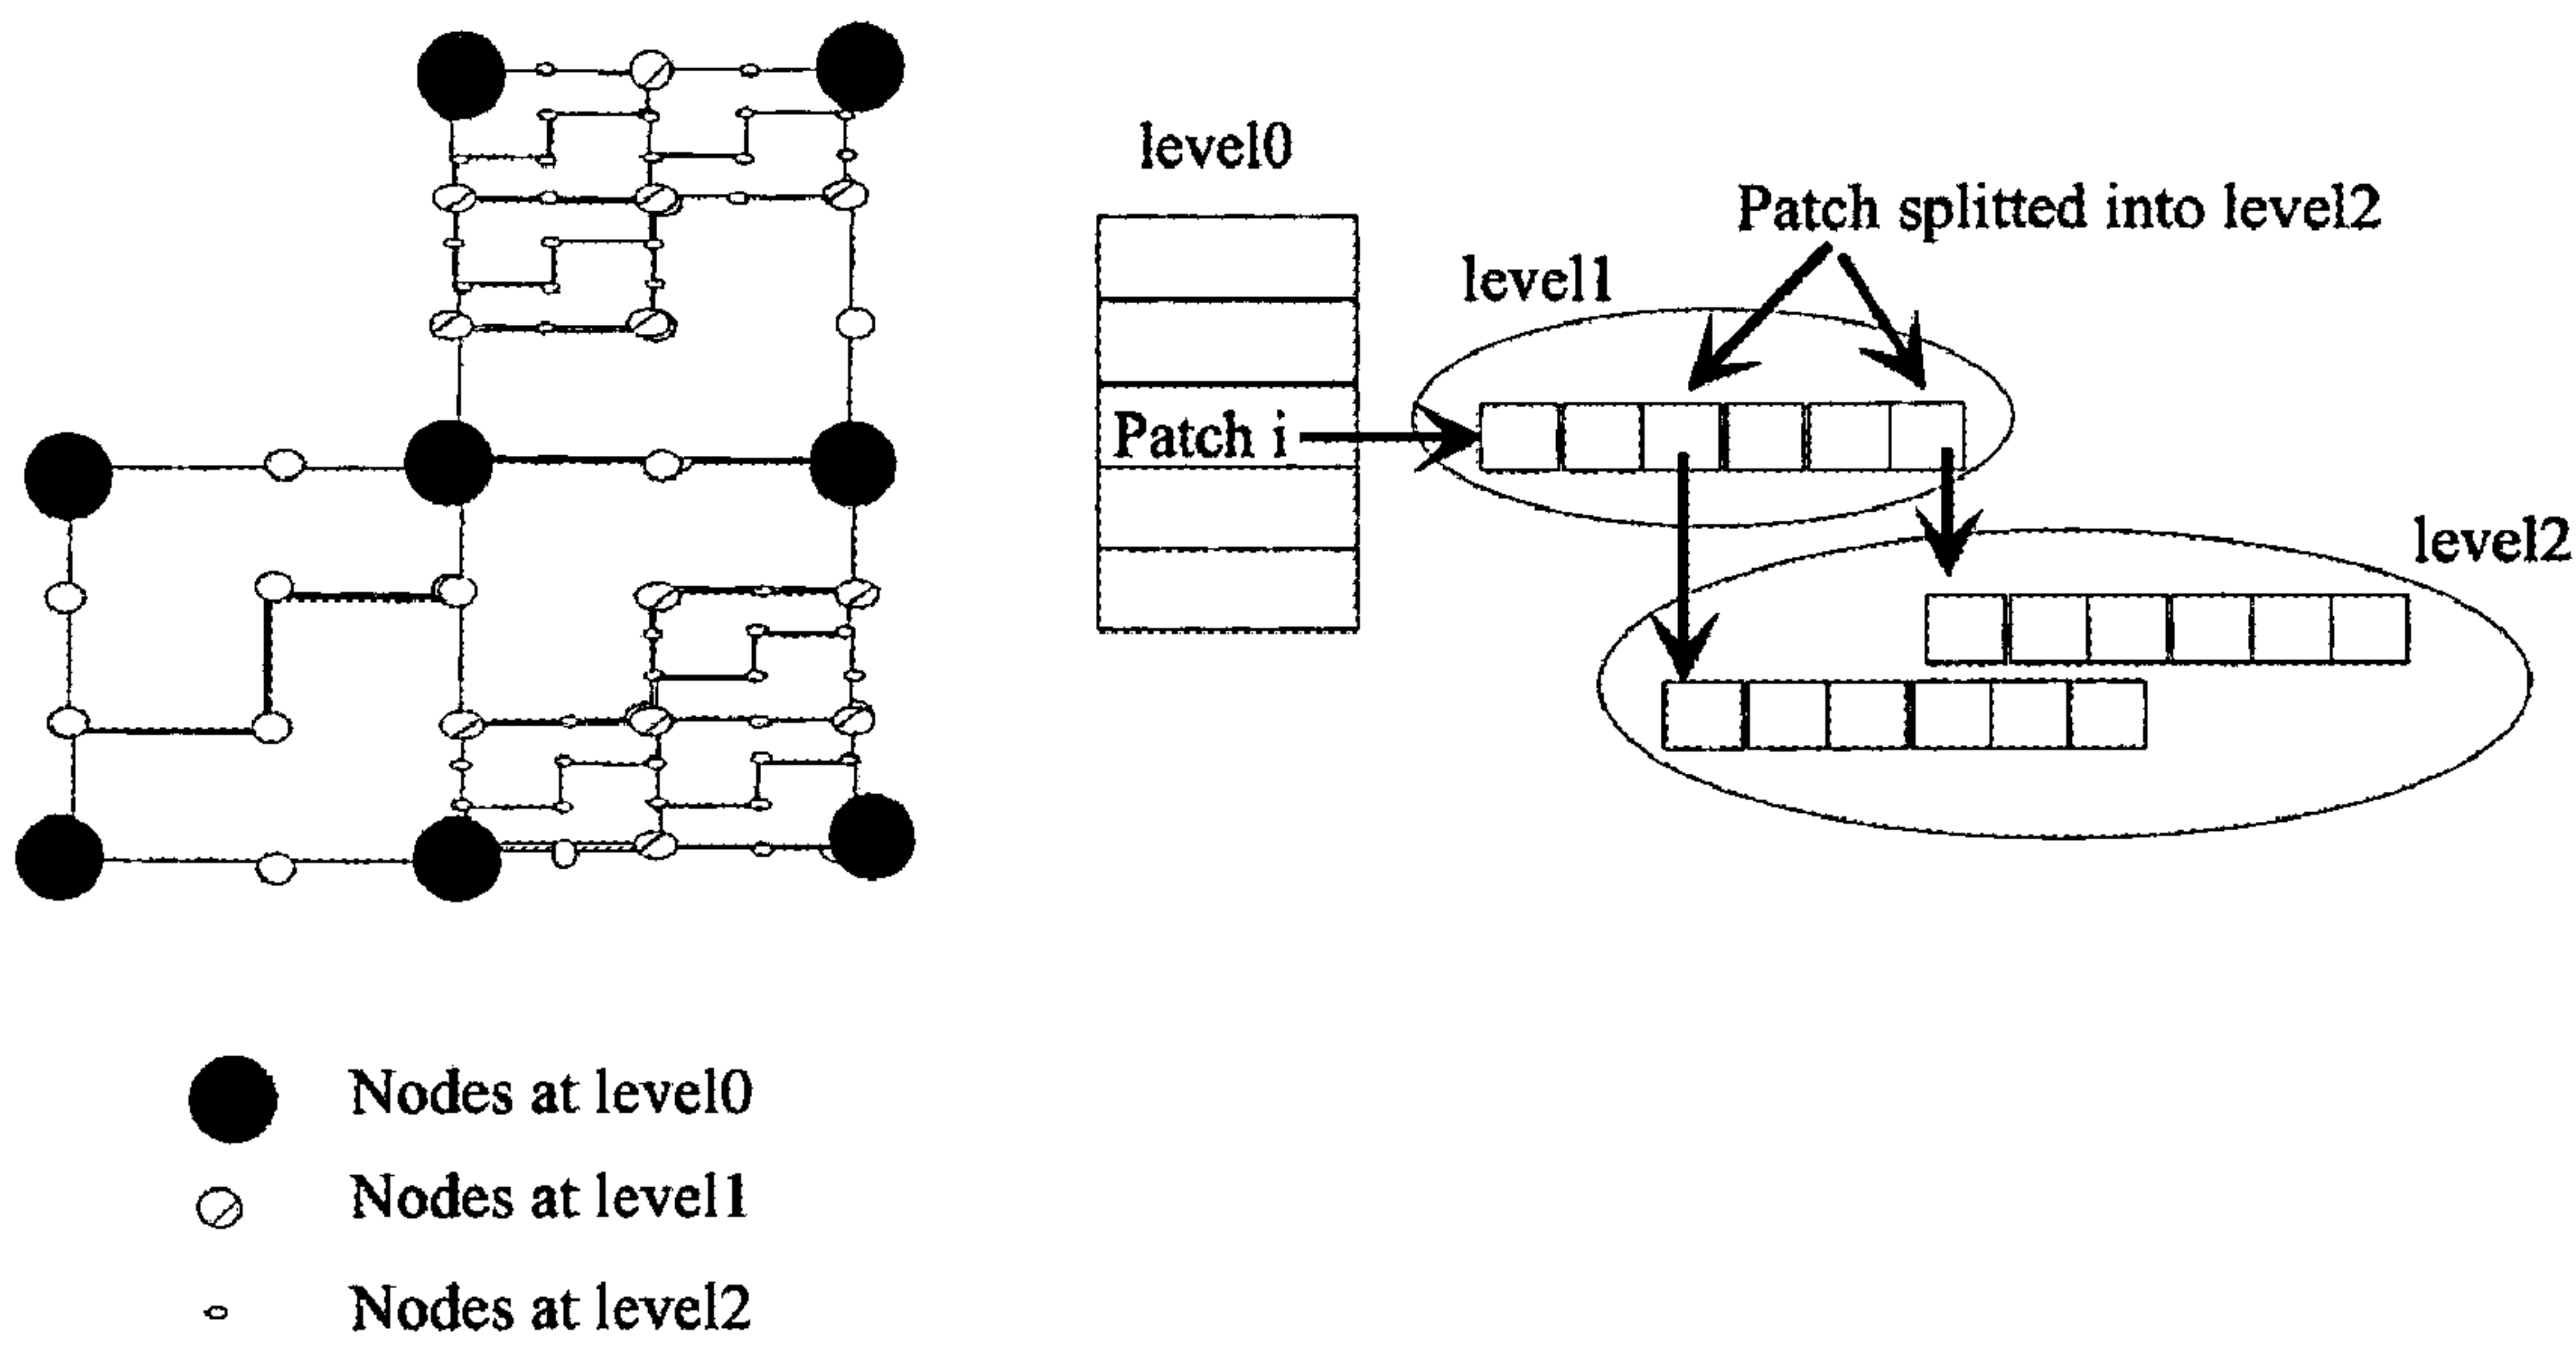 level0
Patch splitted into level2
level1
Patch i
level2
Nodes at level0
Nodes at level1
Nodes at level2